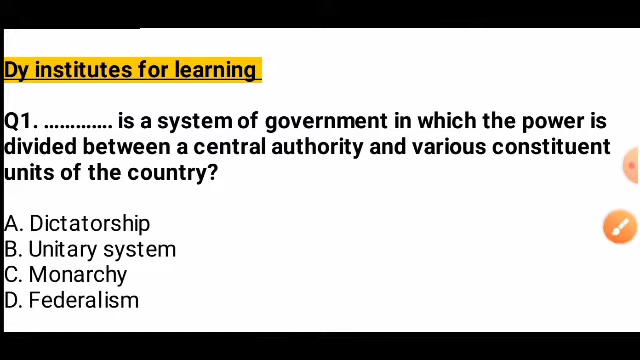 Dy institutes for learning
Q1. ............. is a system of government in which the power is
divided between a central authority and various constituent
units of the country?
A. Dictatorship
B. Unitary system
C. Monarchy
D. Federalism